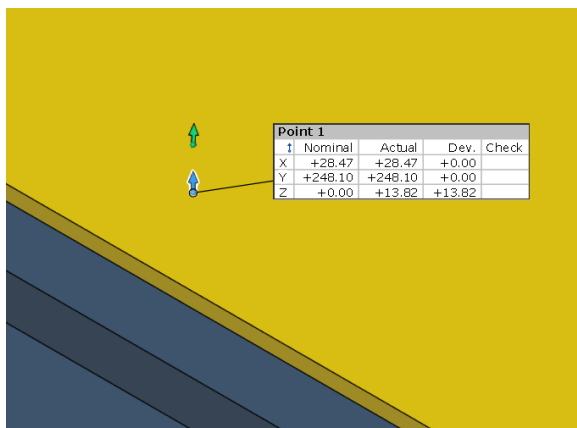 Point 1
↕ Nominal Actual Dev. Check
X +28.47 +28.47 +0.00
Y +248.10 +248.10 +0.00
Z +0.00 +13.82 +13.82